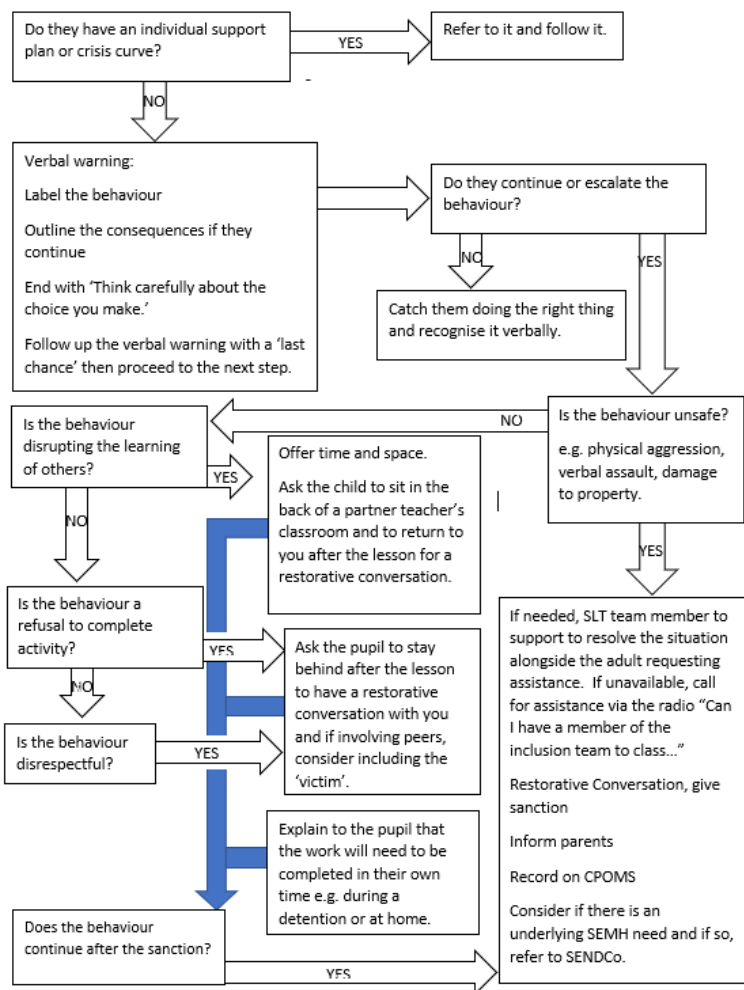 Do they have an individual support
plan or crisis curve?
YES
Refer to it and follow it.
NO
Verbal warning:
Label the behaviour
Outline the consequences if they
continue
End with ‘Think carefully about the
choice you make.’
Follow up the verbal warning with a ‘last
chance’ then proceed to the next step.
Do they continue or escalate the
behaviour?
NO
YES
Catch them doing the right thing
and recognise it verbally.
Is the behaviour unsafe?
e.g. physical aggression,
verbal assault, damage
to property.
NO
YES
Is the behaviour
disrupting the learning
of others?
YES
Offer time and space.
Ask the child to sit in the
back of a partner teacher’s
classroom and to return to
you after the lesson for a
restorative conversation.
NO
Is the behaviour a
refusal to complete
activity?
YES
Ask the pupil to stay
behind after the lesson
to have a restorative
conversation with you
and if involving peers,
consider including the
‘victim’.
NO
Is the behaviour
disrespectful?
YES
Explain to the pupil that
the work will need to be
completed in their own
time e.g. during a
detention or at home.
Does the behaviour
continue after the sanction?
YES
If needed, SLT team member to
support to resolve the situation
alongside the adult requesting
assistance.  If unavailable, call
for assistance via the radio “Can
I have a member of the
inclusion team to class...”
Restorative Conversation, give
sanction
Inform parents
Record on CPOMS
Consider if there is an
underlying SEMH need and if so,
refer to SENDCo.